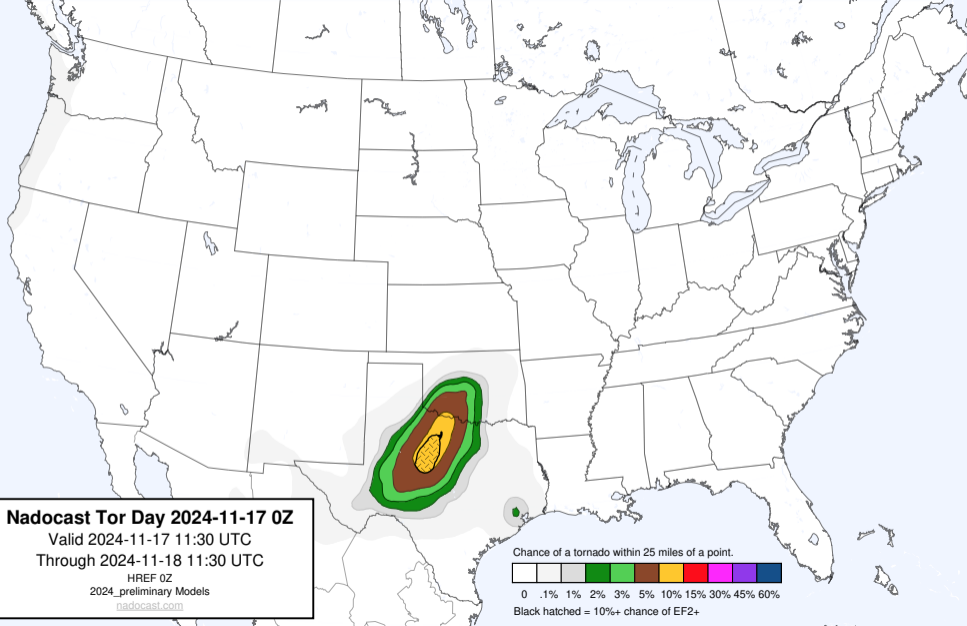 Nadocast Tor Day 2024-11-17 0Z
Valid 2024-11-17 11:30 UTC
Through 2024-11-18 11:30 UTC
HREF 0Z
2024_preliminary Models
nadocast.com
Chance of a tornado within 25 miles of a point.
0 .1% 1% 2% 3% 5% 10% 15% 30% 45% 60%
Black hatched = 10%+ chance of EF2+